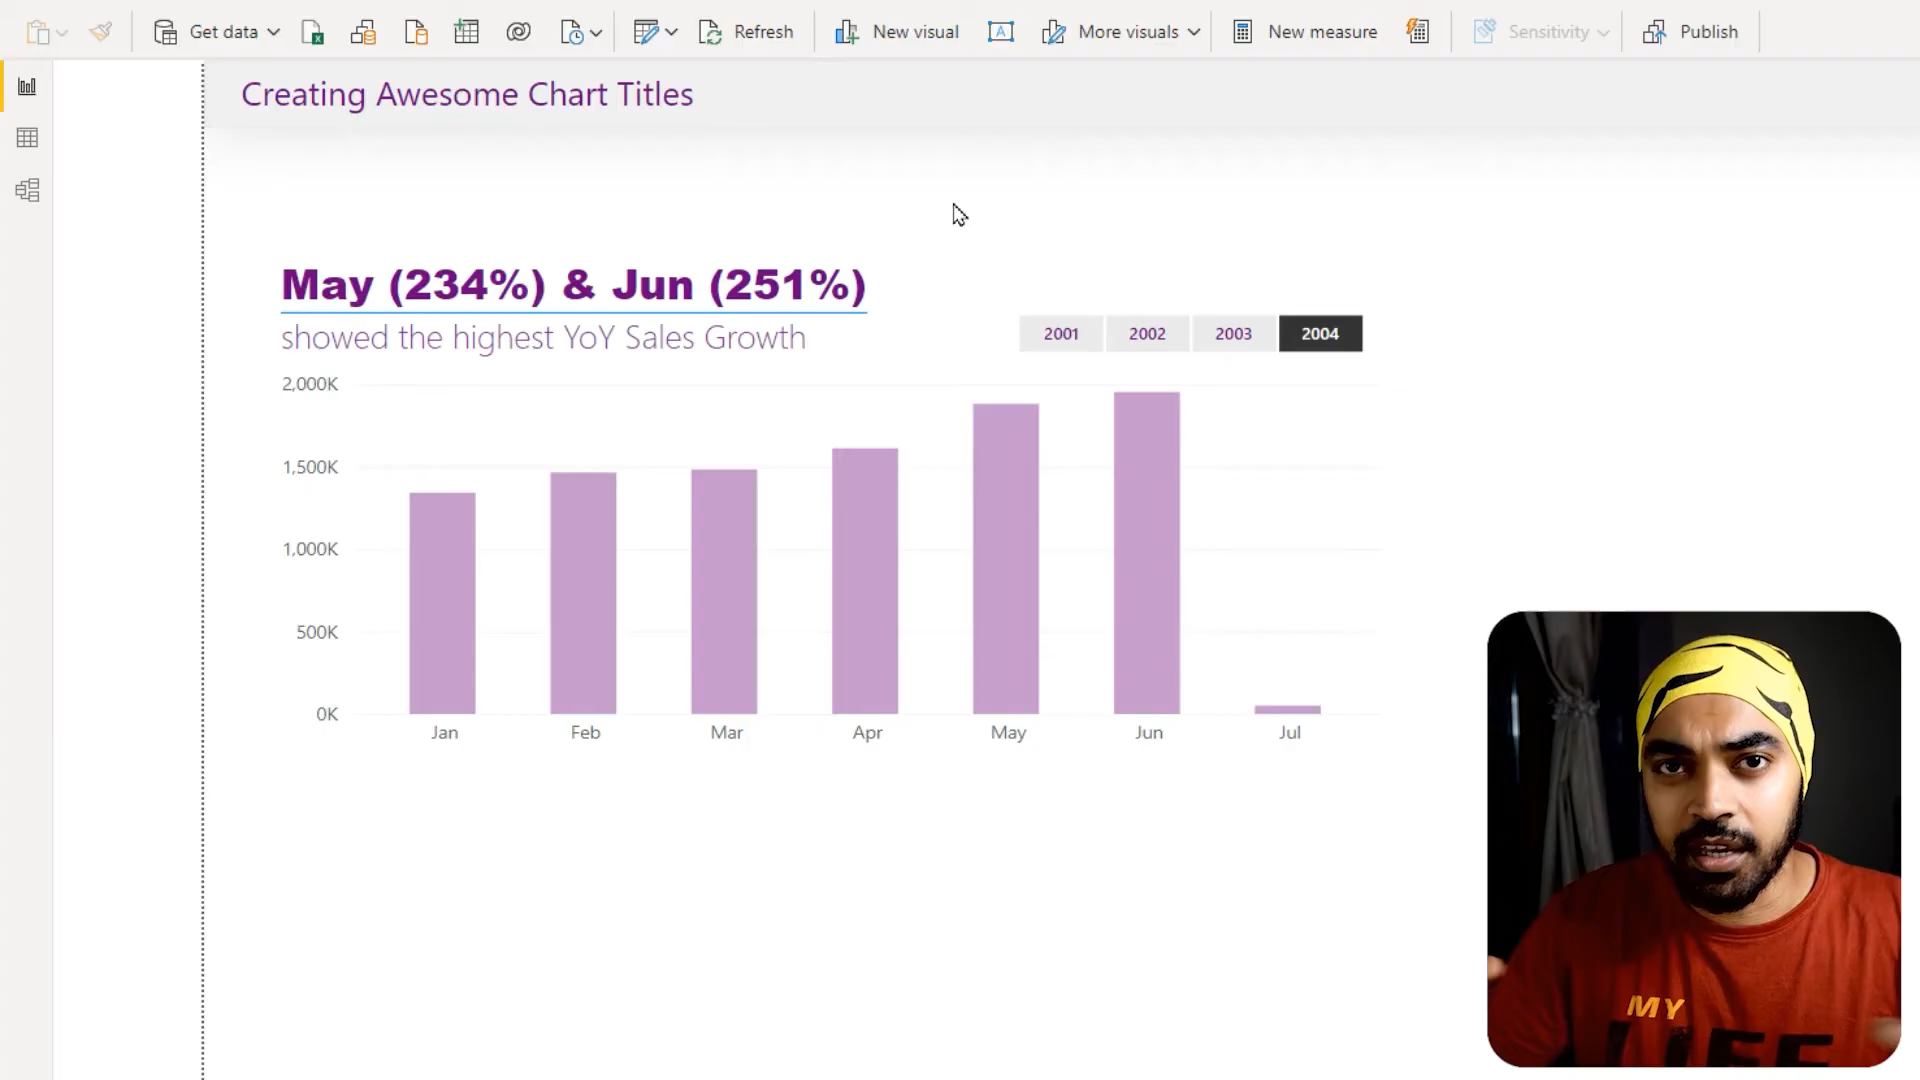 Get data
Refresh
New visual
A
More visuals
New measure
Sensitivity
Publish
Creating Awesome Chart Titles
May (234%) & Jun (251%)
showed the highest YoY Sales Growth
2001 2002 2003 2004
2,000K
1,500K
1,000K
500K
0K
Jan Feb Mar Apr May Jun Jul
MY
LIFE